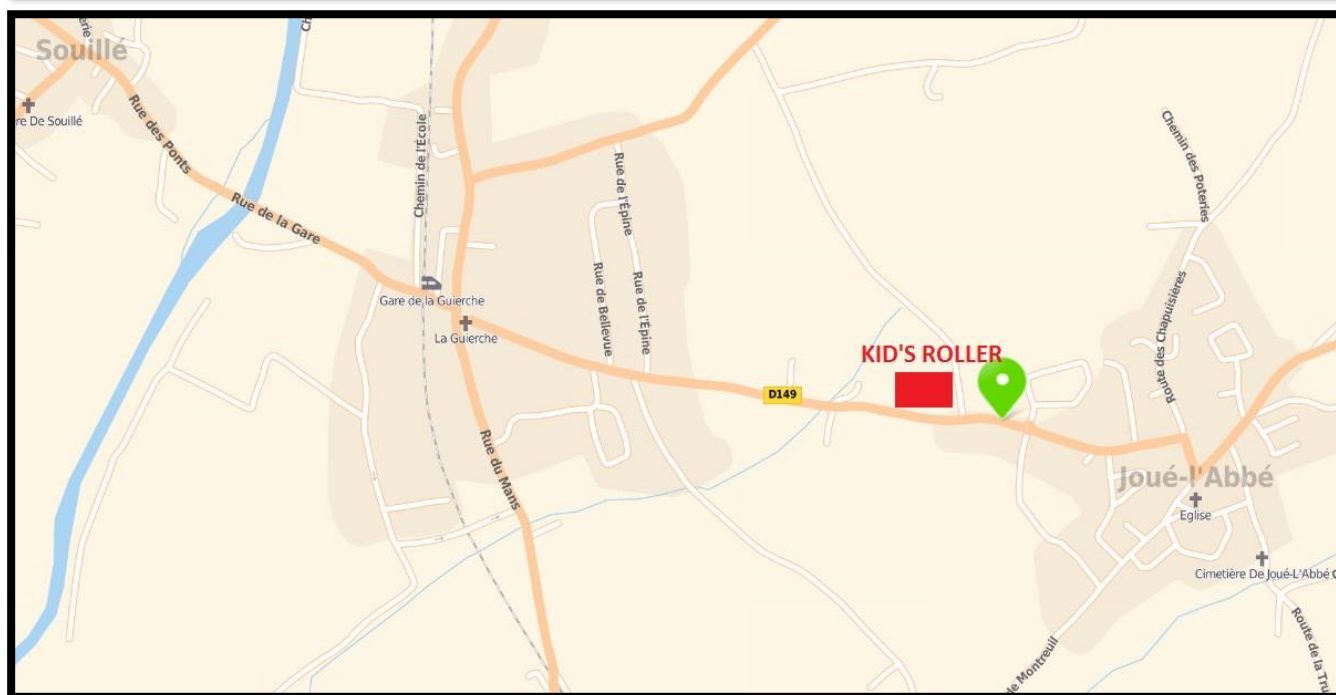 Souillé
re De Souillé
Rue des Ponts
Rue de la Gare
Chemin de l'École
Gare de la Guierche
La Guierche
Rue du Mans
Rue de l'Épine
Rue de Bellevue
Rue de l'Épine
D149
KID'S ROLLER
Chemin des Poteries
Route des Chapuisières
Joué-l'Abbé
Eglise
Cimetière De Joué-L'Abbé
de Montreuil
Route de la Tru